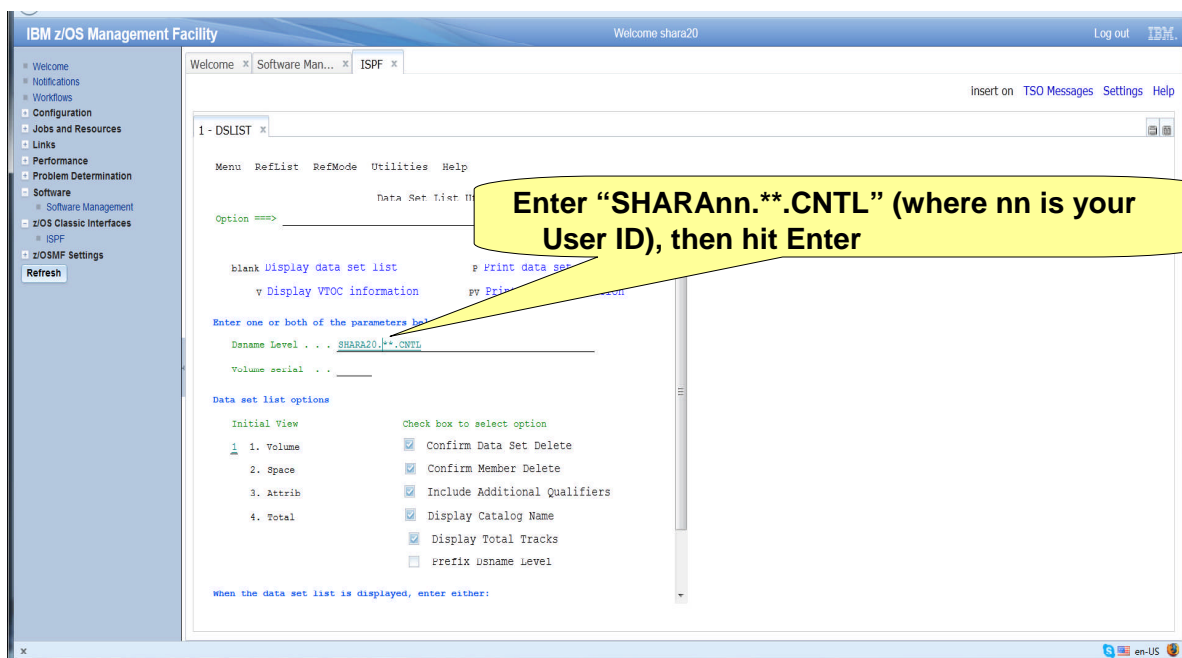 IBM z/OS Management Facility Welcome shara20 Log out IBM.
Welcome
Notifications
Workflows
Configuration
Jobs and Resources
Links
Performance
Problem Determination
Software
Software Management
z/OS Classic Interfaces
ISPF
z/OSMF Settings
Refresh
Welcome x Software Man... x ISPF x
insert on TSO Messages Settings Help
1 - DSLIST x
Menu RefList RefMode Utilities Help
Data Set List
Option ===>
Enter “SHARAnn.**.CNTL” (where nn is your
User ID), then hit Enter
blank Display data set list P Print data set
V Display VTOC information PV
Enter one or both of the parameters
Dsname Level . . . SHARA20.**.CNTL
Volume serial . .
Data set list options
Initial View Check box to select option
1 1. Volume Confirm Data Set Delete
2. Space Confirm Member Delete
3. Attrib Include Additional Qualifiers
4. Total Display Catalog Name
Display Total Tracks
Prefix Dsname Level
When the data set list is displayed, enter either:
x en-US